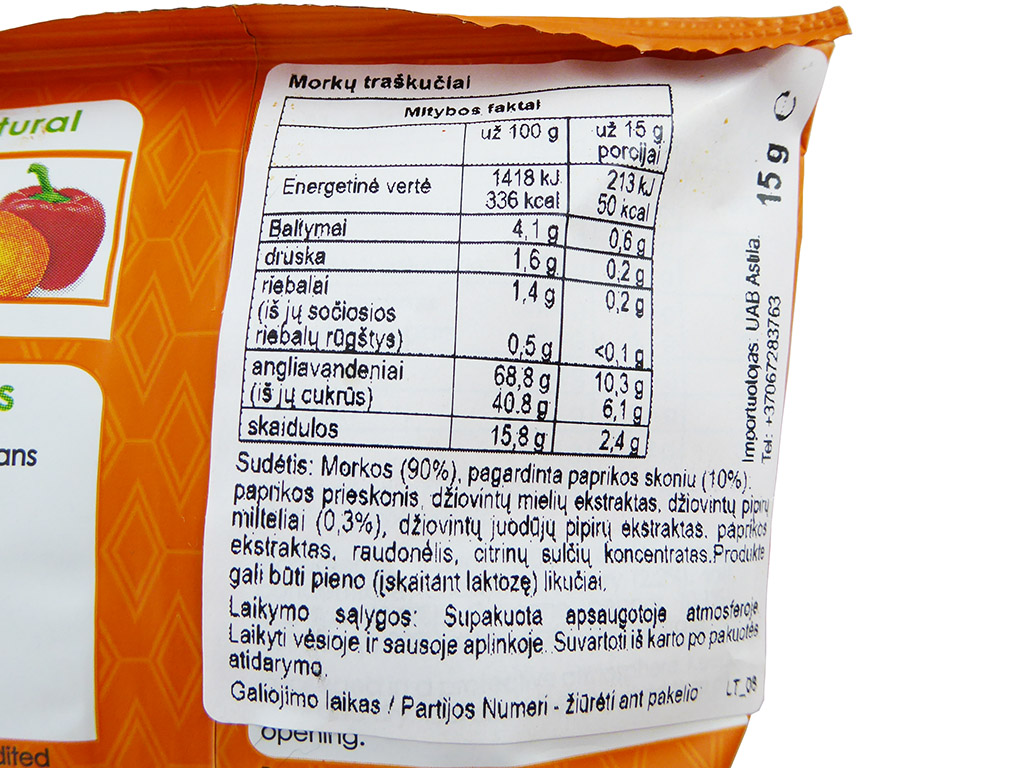 Morkų traškučiai
Mitybos faktai
už 100 g
už 15 g
porcijai
Energetinė vertė
1418 kJ
336 kcal
213 kJ
50 kcal
Baltymai 4,1 g 0,6 g
druska 1,6 g 0,2 g
riebalai 1,4 g 0,2 g
(iš jų sočiosios
riebalų rūgštys) 0,5 g <0,1 g
angliavandeniai 68,8 g 10,3 g
(iš jų cukrūs) 40.8 g 6,1 g
skaidulos 15,8 g 2,4 g
Sudėtis: Morkos (90%), pagardinta paprikos skoniu (10%):
paprikos prieskonis, džiovintų mielių ekstraktas, džiovintų pipirų
milteliai (0,3%), džiovintų juodųjų pipirų ekstraktas, paprikos
ekstraktas, raudonėlis, citrinų sulčių koncentratas.Produkte
gali būti pieno (įskaitant laktozę) likučiai.
Laikymo sąlygos: Supakuota apsaugotoje atmosferoje.
Laikyti vėsioje ir sausoje aplinkoje. Suvartoti iš karto po pakuotės
atidarymo.
Galiojimo laikas / Partijos Numeri - žiūrėti ant pakelio
LT_08
15 g
Importuotojas: UAB Astila.
Tel: +37067283763
tural
s
ans
dited
opening.